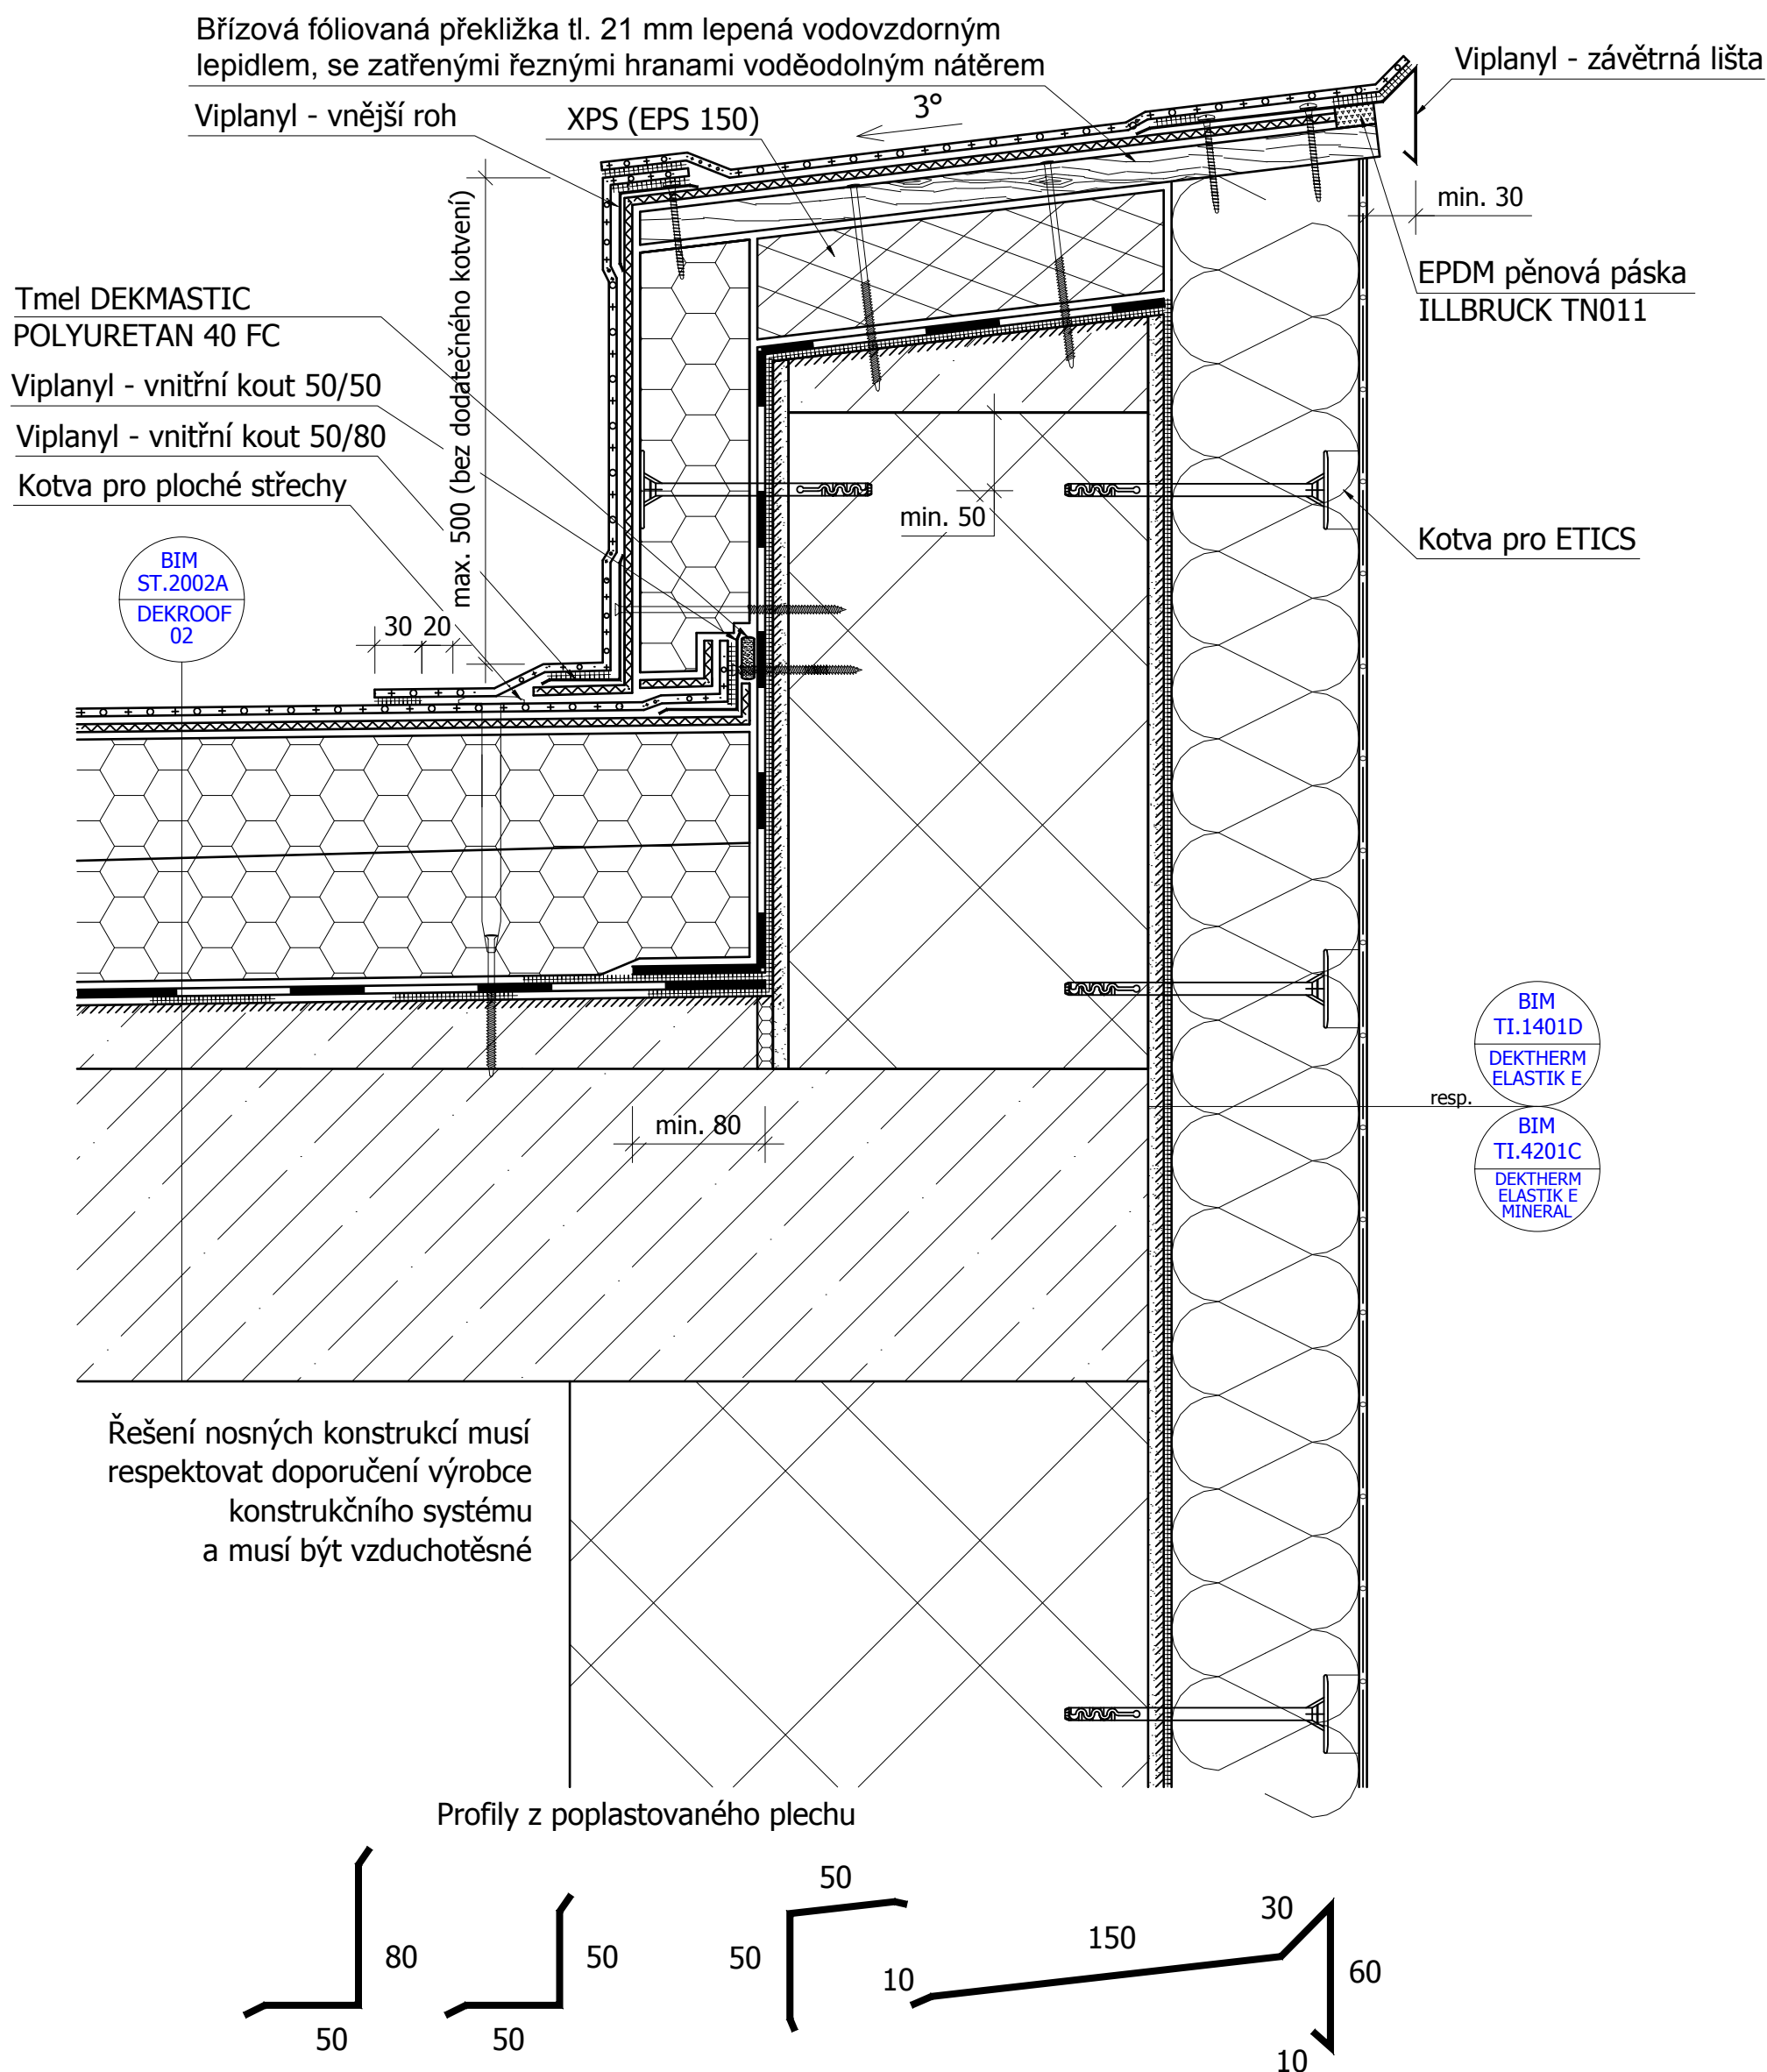 Břízová fóliovaná překližka tl. 21 mm lepená vodovzdorným
lepidlem, se zatřenými řeznými hranami voděodolným nátěrem
Viplanyl - závětrná lišta
Viplanyl - vnější roh
XPS (EPS 150)
3°
min. 30
EPDM pěnová páska
ILLBRUCK TN011
Tmel DEKMASTIC
POLYURETAN 40 FC
Viplanyl - vnitřní kout 50/50
Viplanyl - vnitřní kout 50/80
Kotva pro ploché střechy
max. 500 (bez dodatečného kotvení)
min. 50
Kotva pro ETICS
BIM
ST.2002A
DEKROOF
02
30
20
BIM
TI.1401D
DEKTHERM
ELASTIK E
resp.
BIM
TI.4201C
DEKTHERM
ELASTIK E
MINERAL
min. 80
Řešení nosných konstrukcí musí
respektovat doporučení výrobce
konstrukčního systému
a musí být vzduchotěsné
Profily z poplastovaného plechu
80
50
50
50
50
50
10
150
30
60
10